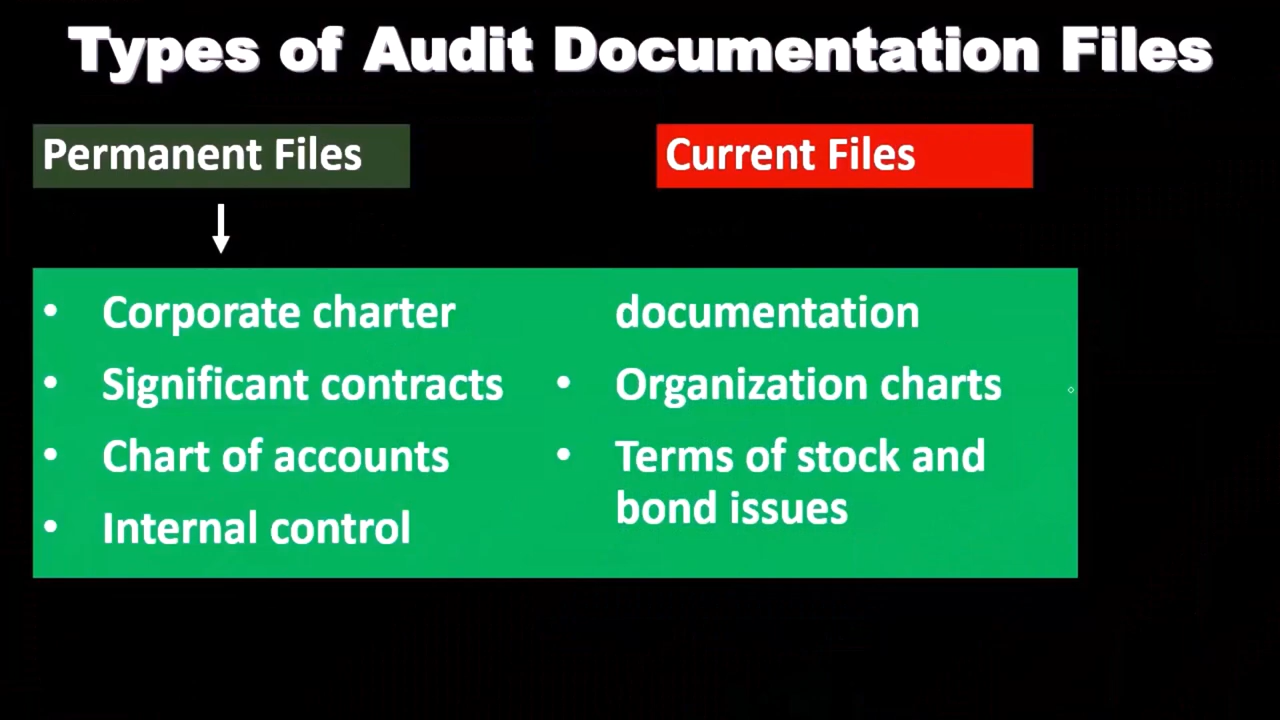 Types of Audit Documentation Files
Permanent Files
Current Files
• Corporate charter
• Significant contracts
• Chart of accounts
• Internal control
documentation
• Organization charts
• Terms of stock and
bond issues